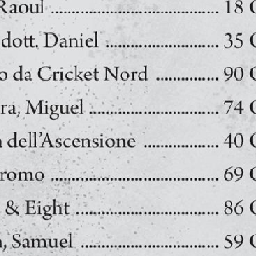 Raoul ........................ 18
dott. Daniel ................ 35
o da Cricket Nord ......... 90
ra, Miguel .................. 74
dell'Ascensione ........... 40
romo ........................ 69
& Eight ..................... 86
, Samuel .................... 59